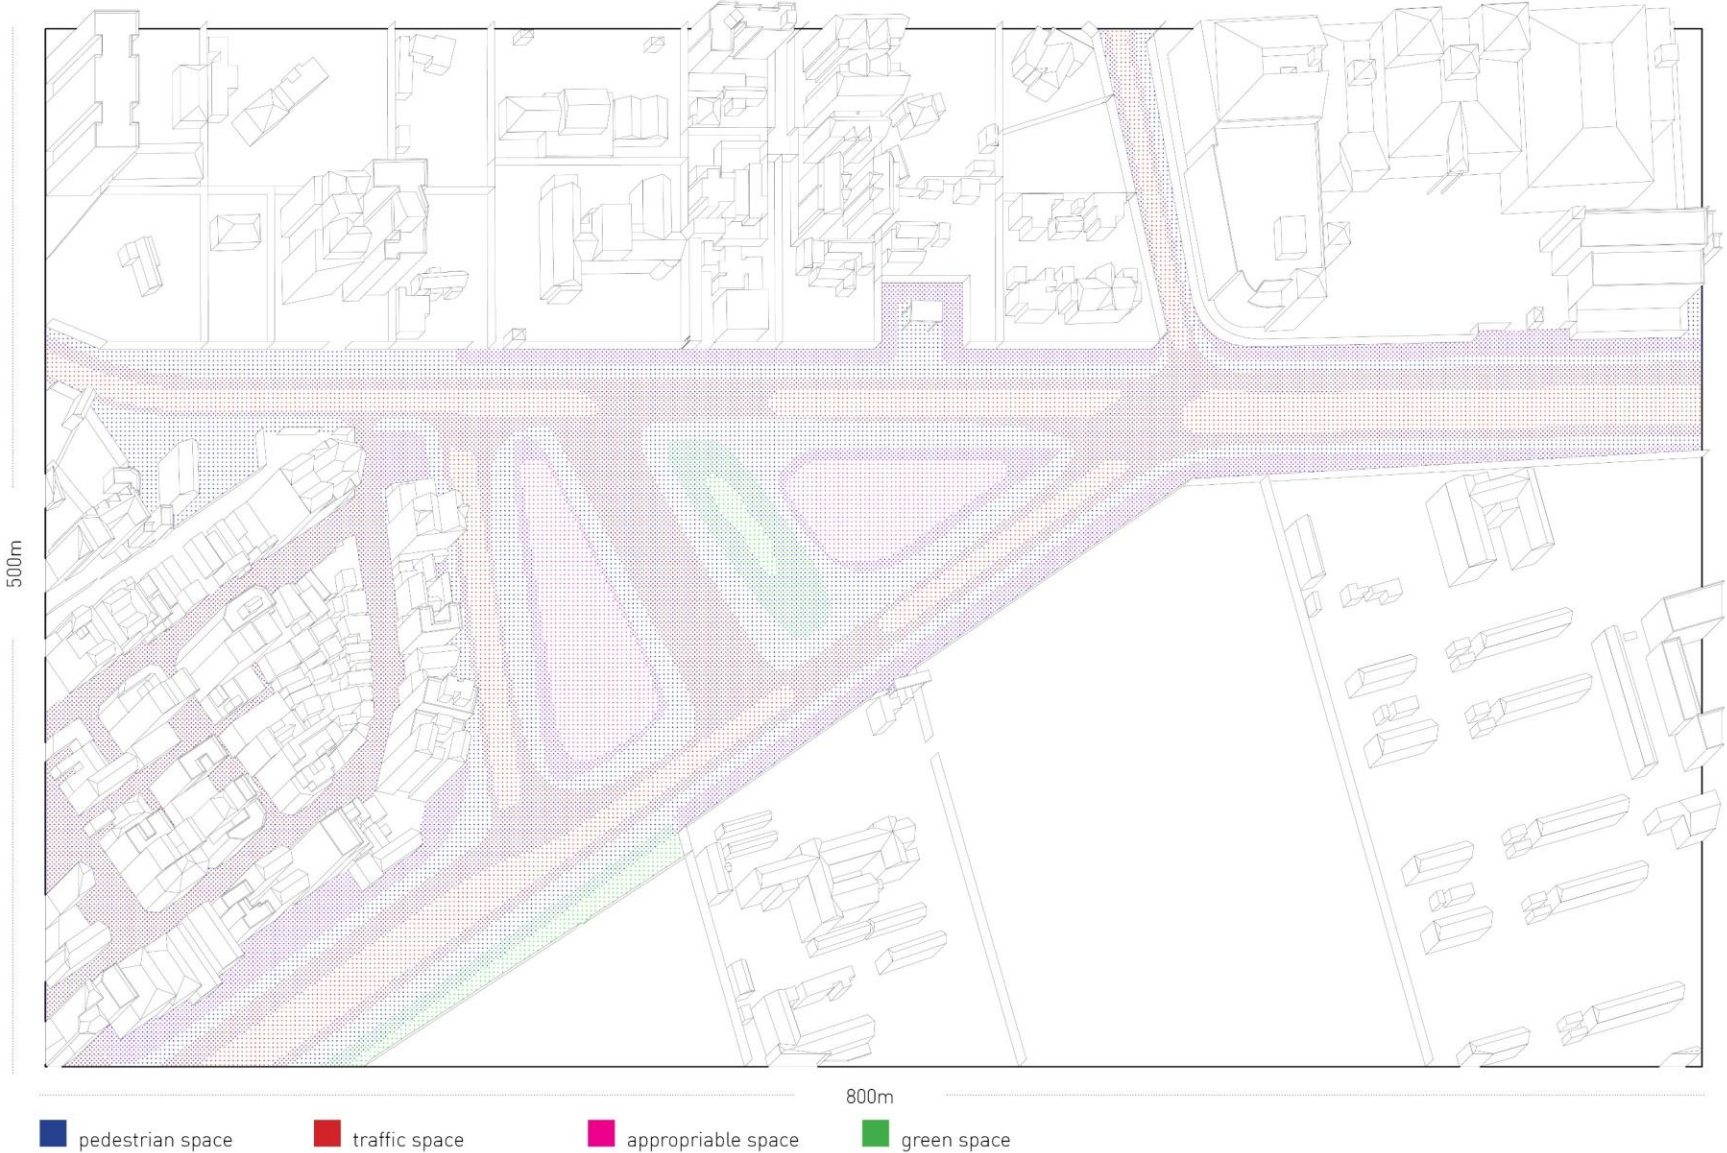 500m
800m
pedestrian space
traffic space
appropriable space
green space